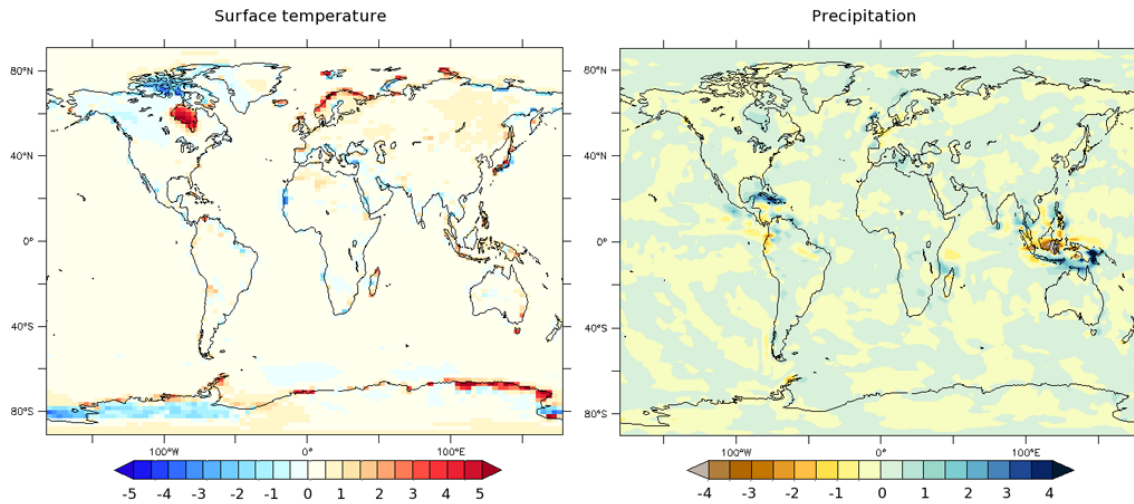 Surface temperature
Precipitation
80°N
40°N
0°
40°S
80°S
100°W
0°
100°E
-5 -4 -3 -2 -1 0 1 2 3 4 5
80°N
40°N
0°
40°S
80°S
100°W
0°
100°E
-4 -3 -2 -1 0 1 2 3 4